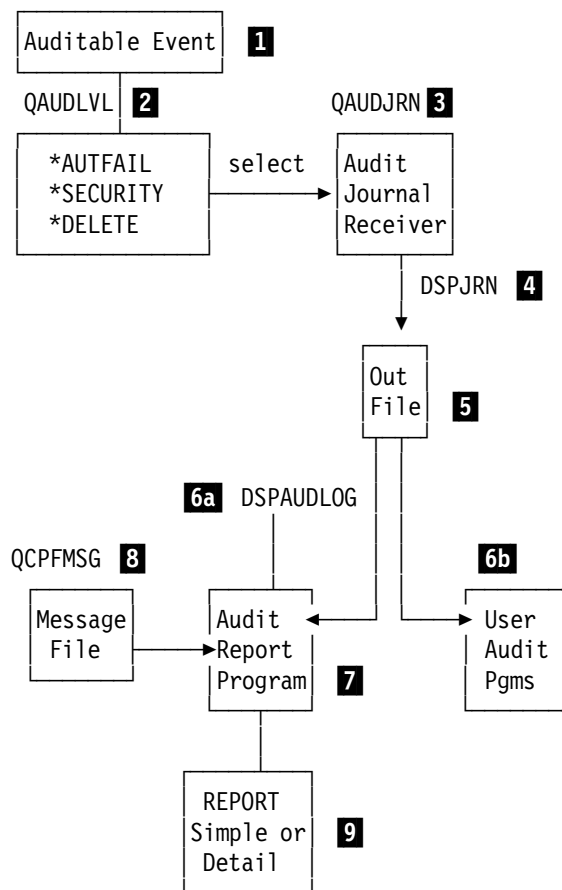 Auditable Event 1
QAUDLVL 2
QAUDJRN 3
*AUTFAIL
*SECURITY
*DELETE
select
Audit
Journal
Receiver
DSPJRN 4
Out
File
5
6a DSPAUDLOG
QCPFMSG 8
6b
Message
File
Audit
Report
Program
7
User
Audit
Pgms
REPORT
Simple or
Detail
9